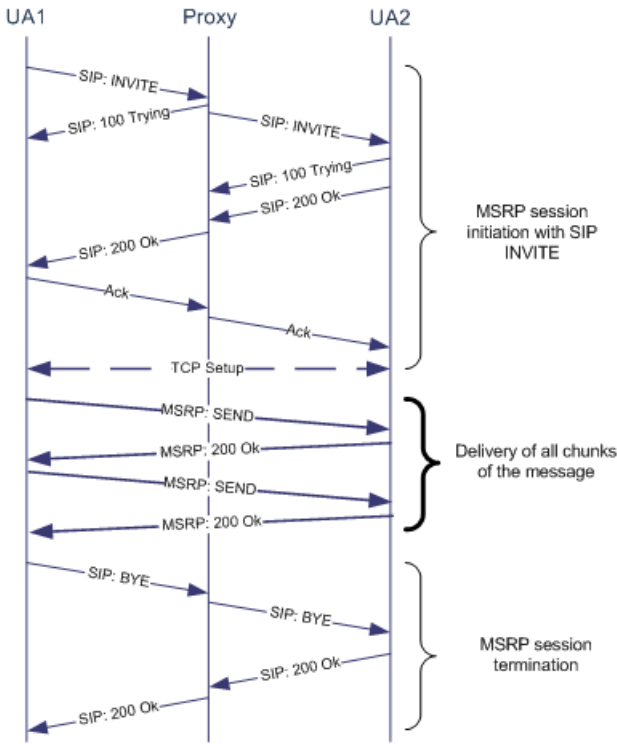 UA1
Proxy
UA2
SIP: INVITE
SIP: 100 Trying
SIP: INVITE
SIP: 100 Trying
SIP: 200 Ok
SIP: 200 Ok
Ack
Ack
TCP Setup
MSRP session
initiation with SIP
INVITE
MSRP: SEND
MSRP: 200 Ok
MSRP: SEND
MSRP: 200 Ok
Delivery of all chunks
of the message
SIP: BYE
SIP: BYE
SIP: 200 Ok
SIP: 200 Ok
MSRP session
termination